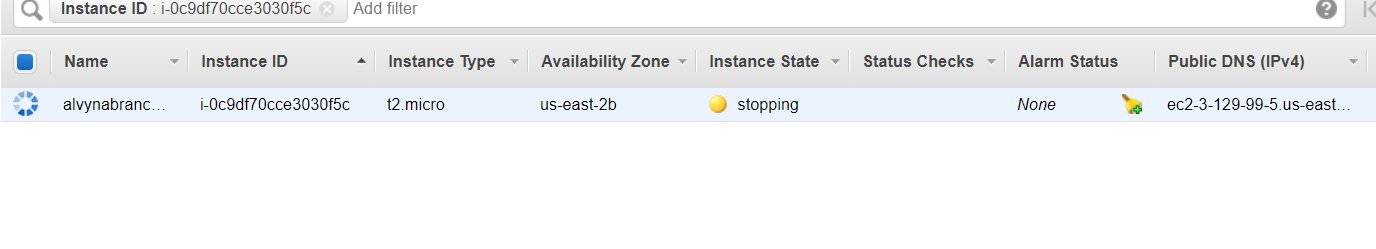 Instance ID : i-0c9df70cce3030f5c Add filter
Name Instance ID Instance Type Availability Zone Instance State Status Checks Alarm Status Public DNS (IPv4)
alvynabranc… i-0c9df70cce3030f5c t2.micro us-east-2b stopping None ec2-3-129-99-5.us-east…